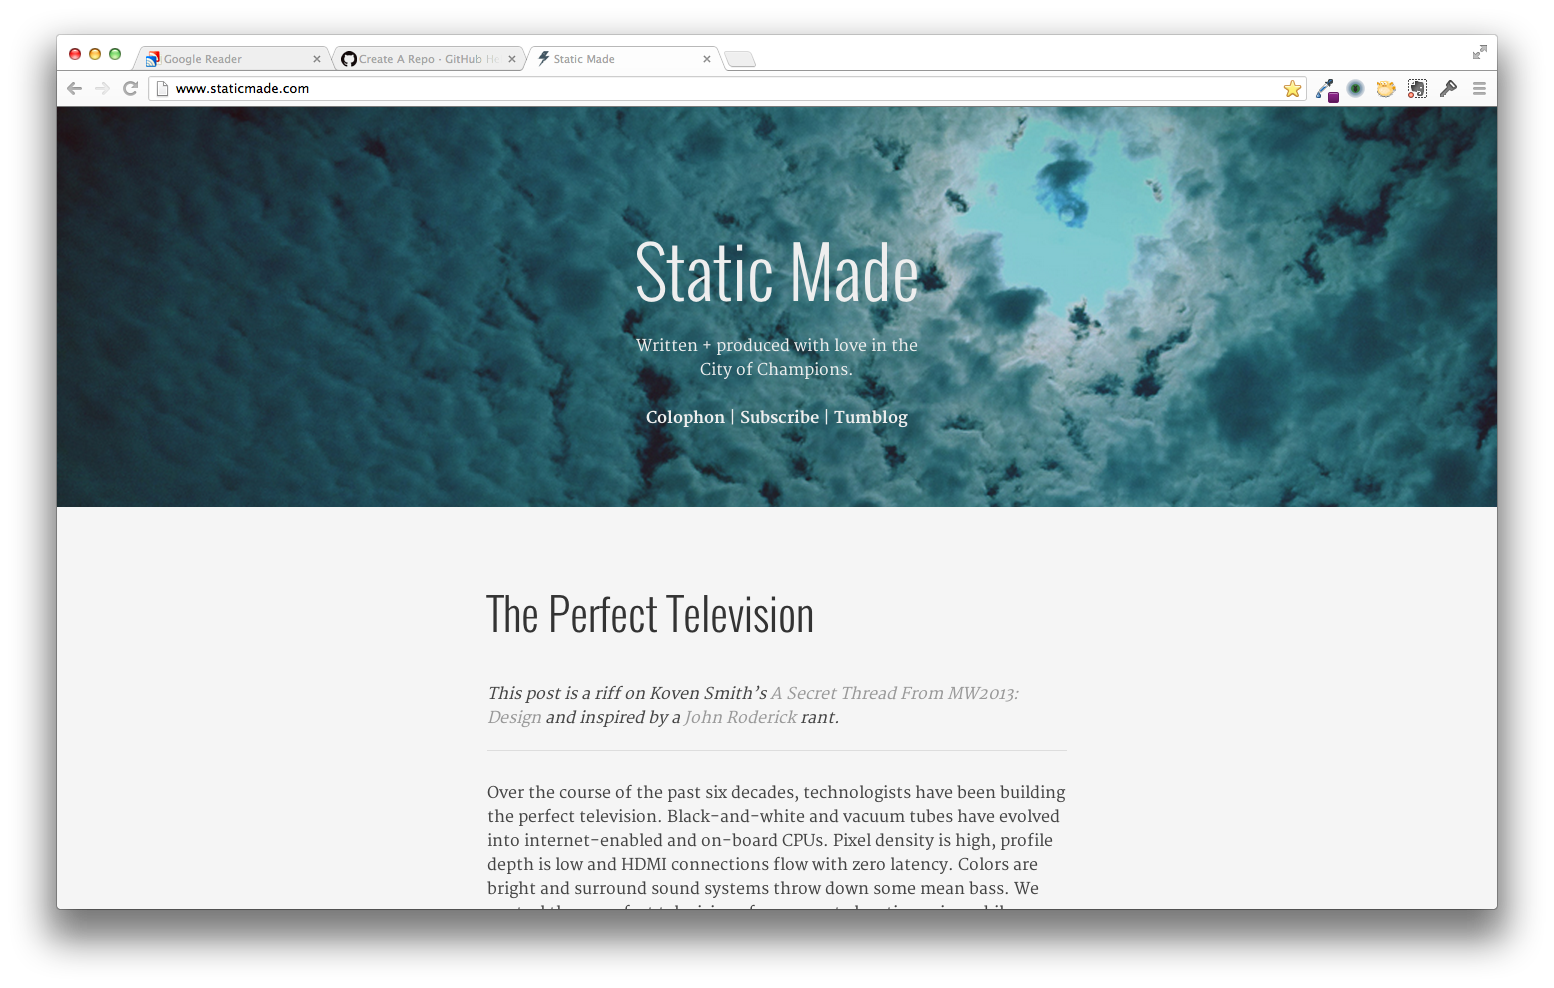 Google Reader
Create A Repo · GitHub He
Static Made
www.staticmade.com
Static Made
Written + produced with love in the
City of Champions.
Colophon | Subscribe | Tumblog
The Perfect Television
This post is a riff on Koven Smith’s A Secret Thread From MW2013:
Design and inspired by a John Roderick rant.
Over the course of the past six decades, technologists have been building
the perfect television. Black-and-white and vacuum tubes have evolved
into internet-enabled and on-board CPUs. Pixel density is high, profile
depth is low and HDMI connections flow with zero latency. Colors are
bright and surround sound systems throw down some mean bass. We